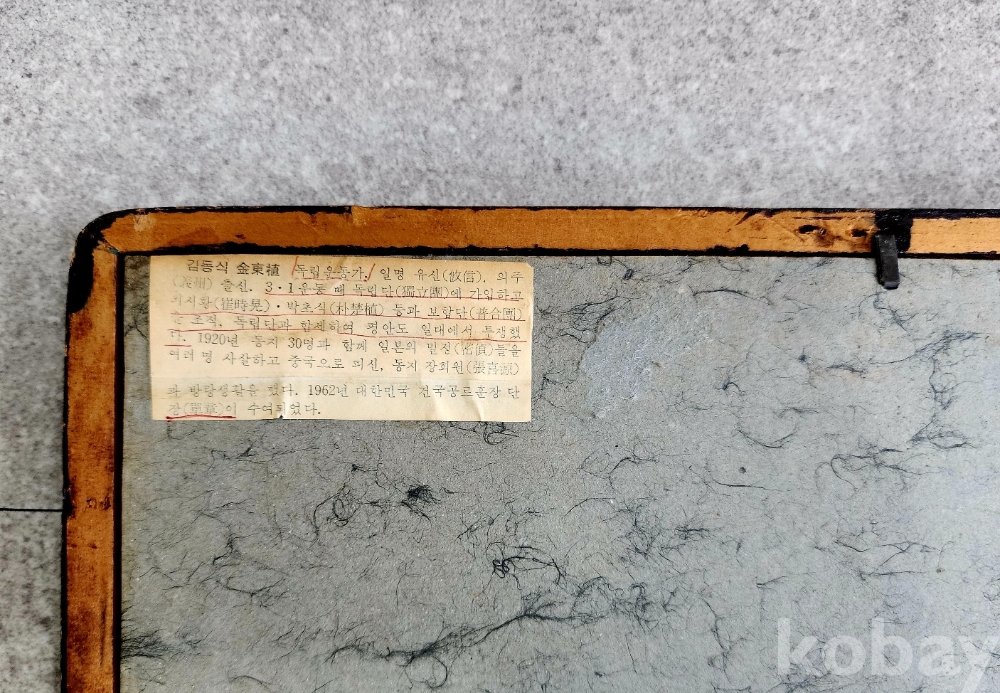 김동식 金東植 독립운동가. 일명 유신(攸信). 의주
(義州) 출신. 3·1운동 때 독립단(獨立團)에 가입하고
최시황(崔時晃)·박초식(朴楚植) 등과 보합단(普合團)
을 조직, 독립단과 합세하여 평안도 일대에서 투쟁했
다. 1920년 동지 30명과 함께 일본의 밀정(密偵)들을
여러 명 사살하고 중국으로 피신, 동지 장희원(張喜源)
과 방랑생활을 했다. 1962년 대한민국 건국공로훈장 단
장(單章)이 수여되었다.
kobay